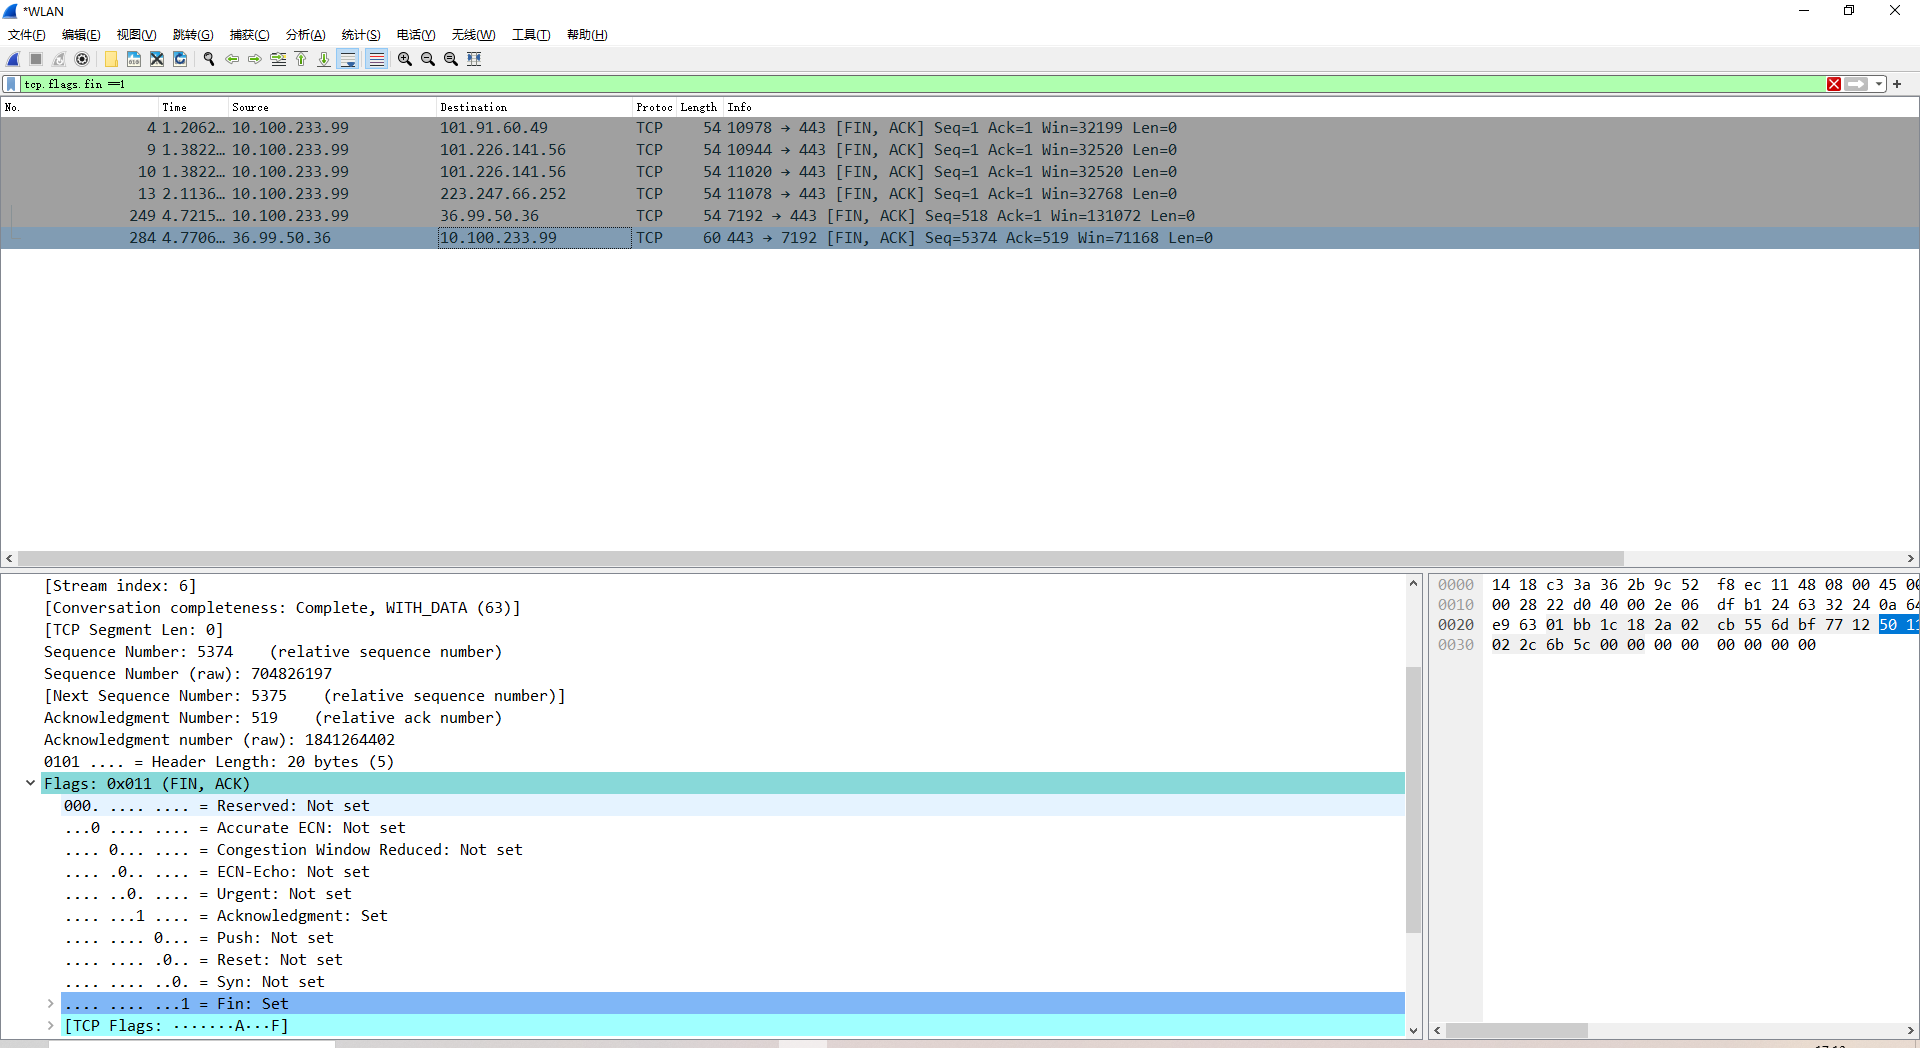 *WLAN
文件(F) 编辑(E) 视图(V) 跳转(G) 捕获(C) 分析(A) 统计(S) 电话(Y) 无线(W) 工具(T) 帮助(H)
tcp.flags.fin ==1
No. Time Source Destination Protoc Length Info
4 1.2062… 10.100.233.99 101.91.60.49 TCP 54 10978 → 443 [FIN, ACK] Seq=1 Ack=1 Win=32199 Len=0
9 1.3822… 10.100.233.99 101.226.141.56 TCP 54 10944 → 443 [FIN, ACK] Seq=1 Ack=1 Win=32520 Len=0
10 1.3822… 10.100.233.99 101.226.141.56 TCP 54 11020 → 443 [FIN, ACK] Seq=1 Ack=1 Win=32520 Len=0
13 2.1136… 10.100.233.99 223.247.66.252 TCP 54 11078 → 443 [FIN, ACK] Seq=1 Ack=1 Win=32768 Len=0
249 4.7215… 10.100.233.99 36.99.50.36 TCP 54 7192 → 443 [FIN, ACK] Seq=518 Ack=1 Win=131072 Len=0
284 4.7706… 36.99.50.36 10.100.233.99 TCP 60 443 → 7192 [FIN, ACK] Seq=5374 Ack=519 Win=71168 Len=0
[Stream index: 6]
[Conversation completeness: Complete, WITH_DATA (63)]
[TCP Segment Len: 0]
Sequence Number: 5374    (relative sequence number)
Sequence Number (raw): 704826197
[Next Sequence Number: 5375    (relative sequence number)]
Acknowledgment Number: 519    (relative ack number)
Acknowledgment number (raw): 1841264402
0101 .... = Header Length: 20 bytes (5)
Flags: 0x011 (FIN, ACK)
000. .... .... = Reserved: Not set
...0 .... .... = Accurate ECN: Not set
.... 0... .... = Congestion Window Reduced: Not set
.... .0.. .... = ECN-Echo: Not set
.... ..0. .... = Urgent: Not set
.... ...1 .... = Acknowledgment: Set
.... .... 0... = Push: Not set
.... .... .0.. = Reset: Not set
.... .... ..0. = Syn: Not set
.... .... ...1 = Fin: Set
[TCP Flags: ·······A···F]
0000 14 18 c3 3a 36 2b 9c 52 f8 ec 11 48 08 00 45 00
0010 00 28 22 d0 40 00 2e 06 df b1 24 63 32 24 0a 64
0020 e9 63 01 bb 1c 18 2a 02 cb 55 6d bf 77 12 50 11
0030 02 2c 6b 5c 00 00 00 00 00 00 00 00